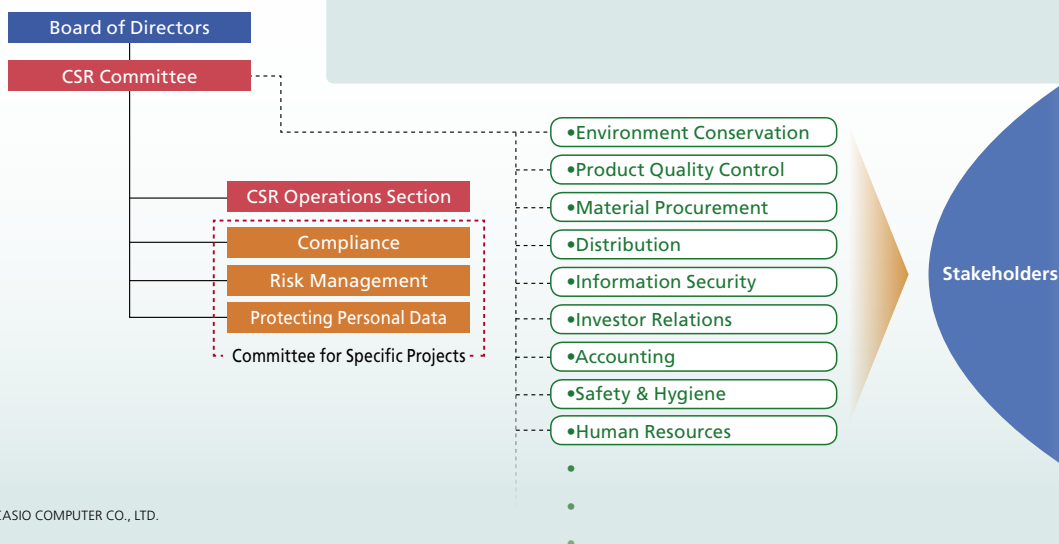 Board of Directors
CSR Committee
•Environment Conservation
•Product Quality Control
•Material Procurement
•Distribution
•Information Security
•Investor Relations
•Accounting
•Safety & Hygiene
•Human Resources
•
•
•
CSR Operations Section
Compliance
Risk Management
Protecting Personal Data
Committee for Specific Projects
Stakeholders
CASIO COMPUTER CO., LTD.